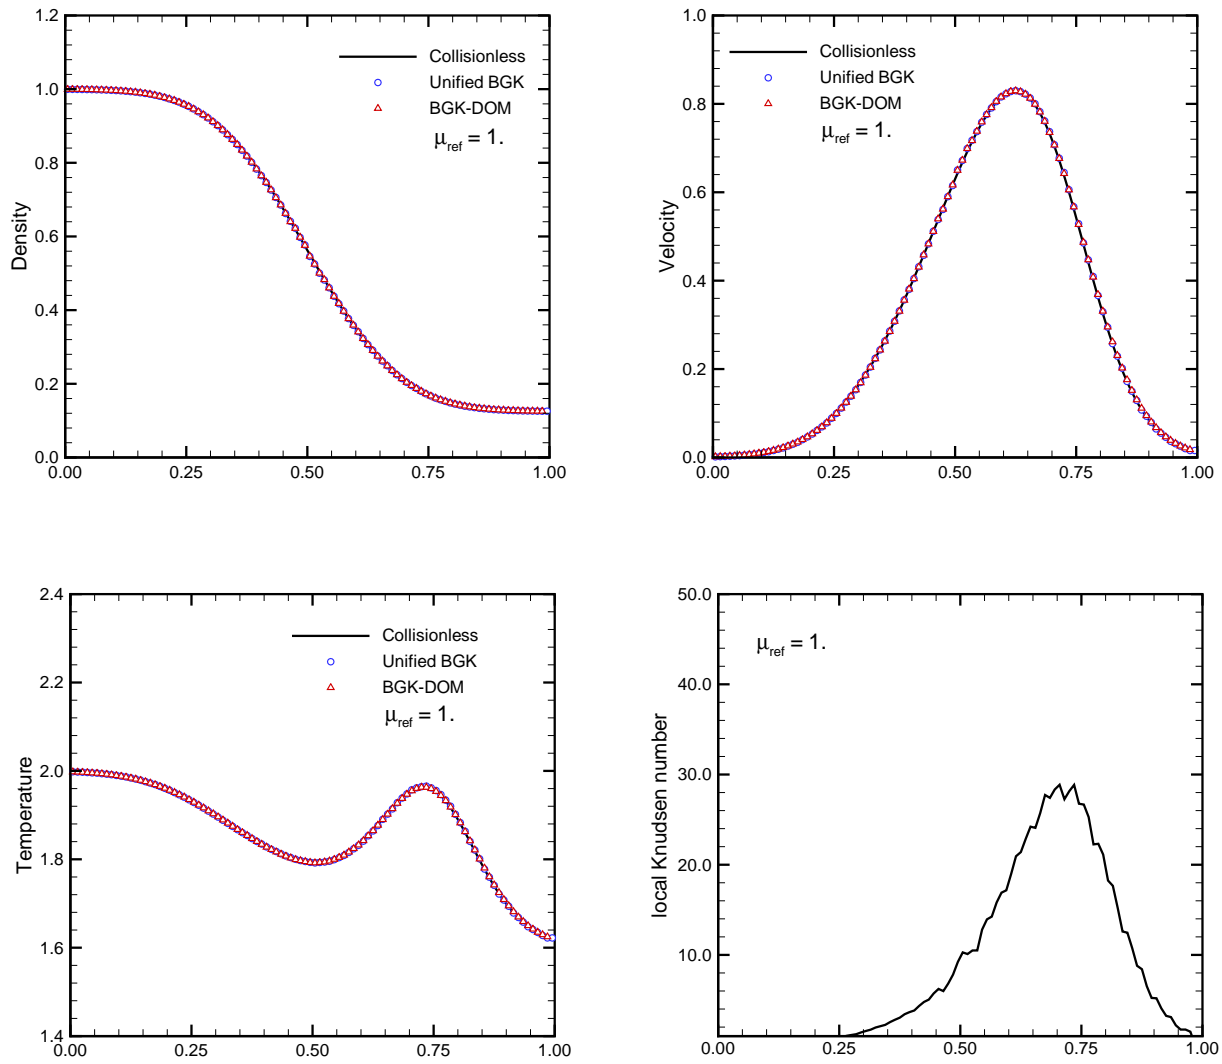 1.2
1.0
0.8
0.6
0.4
0.2
0.0
Density
Collisionless
Unified BGK
BGK-DOM
μref = 1.
0.00 0.25 0.50 0.75 1.00
1.0
0.8
0.6
0.4
0.2
0.0
Velocity
Collisionless
Unified BGK
BGK-DOM
μref = 1.
0.00 0.25 0.50 0.75 1.00
2.4
2.2
2.0
1.8
1.6
1.4
Temperature
Collisionless
Unified BGK
BGK-DOM
μref = 1.
0.00 0.25 0.50 0.75 1.00
50.0
40.0
30.0
20.0
10.0
local Knudsen number
μref = 1.
0.00 0.25 0.50 0.75 1.00